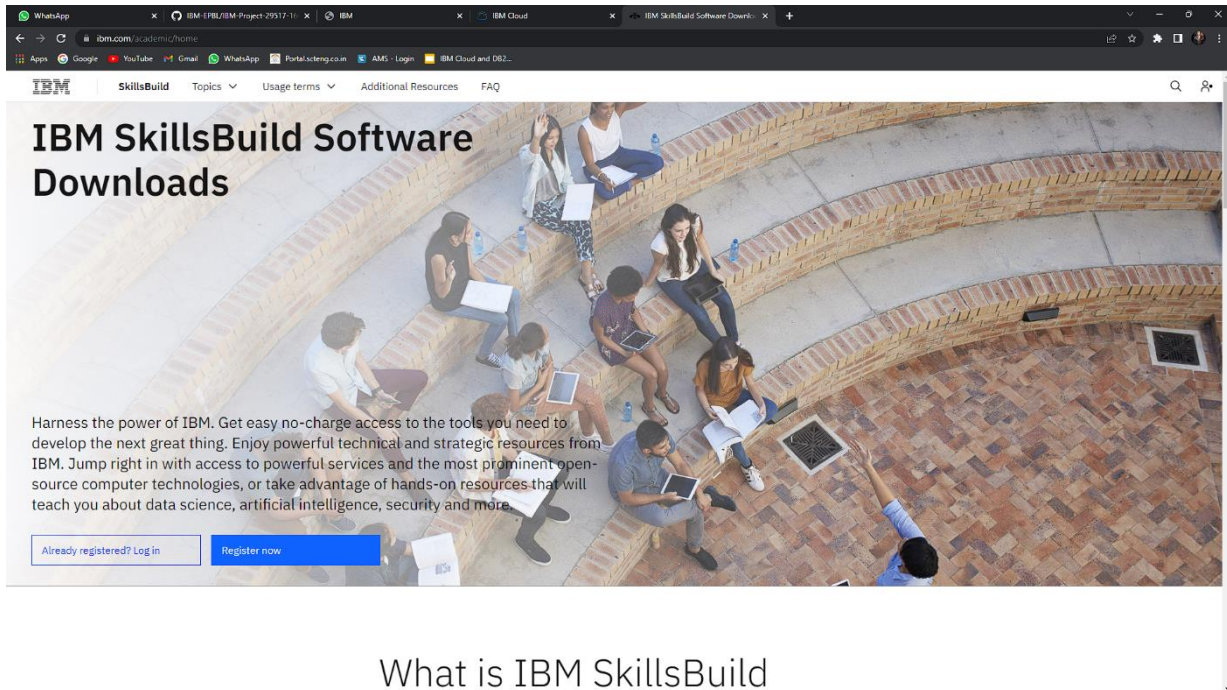 WhatsApp
IBM-EPBL/IBM-Project-29517-16
IBM
IBM Cloud
IBM SkillsBuild Software Downlo
ibm.com/academic/home
Apps Google YouTube Gmail WhatsApp Portal.scteng.co.in AMS - Login IBM Cloud and DB2...
IBM SkillsBuild Topics Usage terms Additional Resources FAQ
IBM SkillsBuild Software
Downloads
Harness the power of IBM. Get easy no-charge access to the tools you need to
develop the next great thing. Enjoy powerful technical and strategic resources from
IBM. Jump right in with access to powerful services and the most prominent open-
source computer technologies, or take advantage of hands-on resources that will
teach you about data science, artificial intelligence, security and more.
Already registered? Log in
Register now
What is IBM SkillsBuild